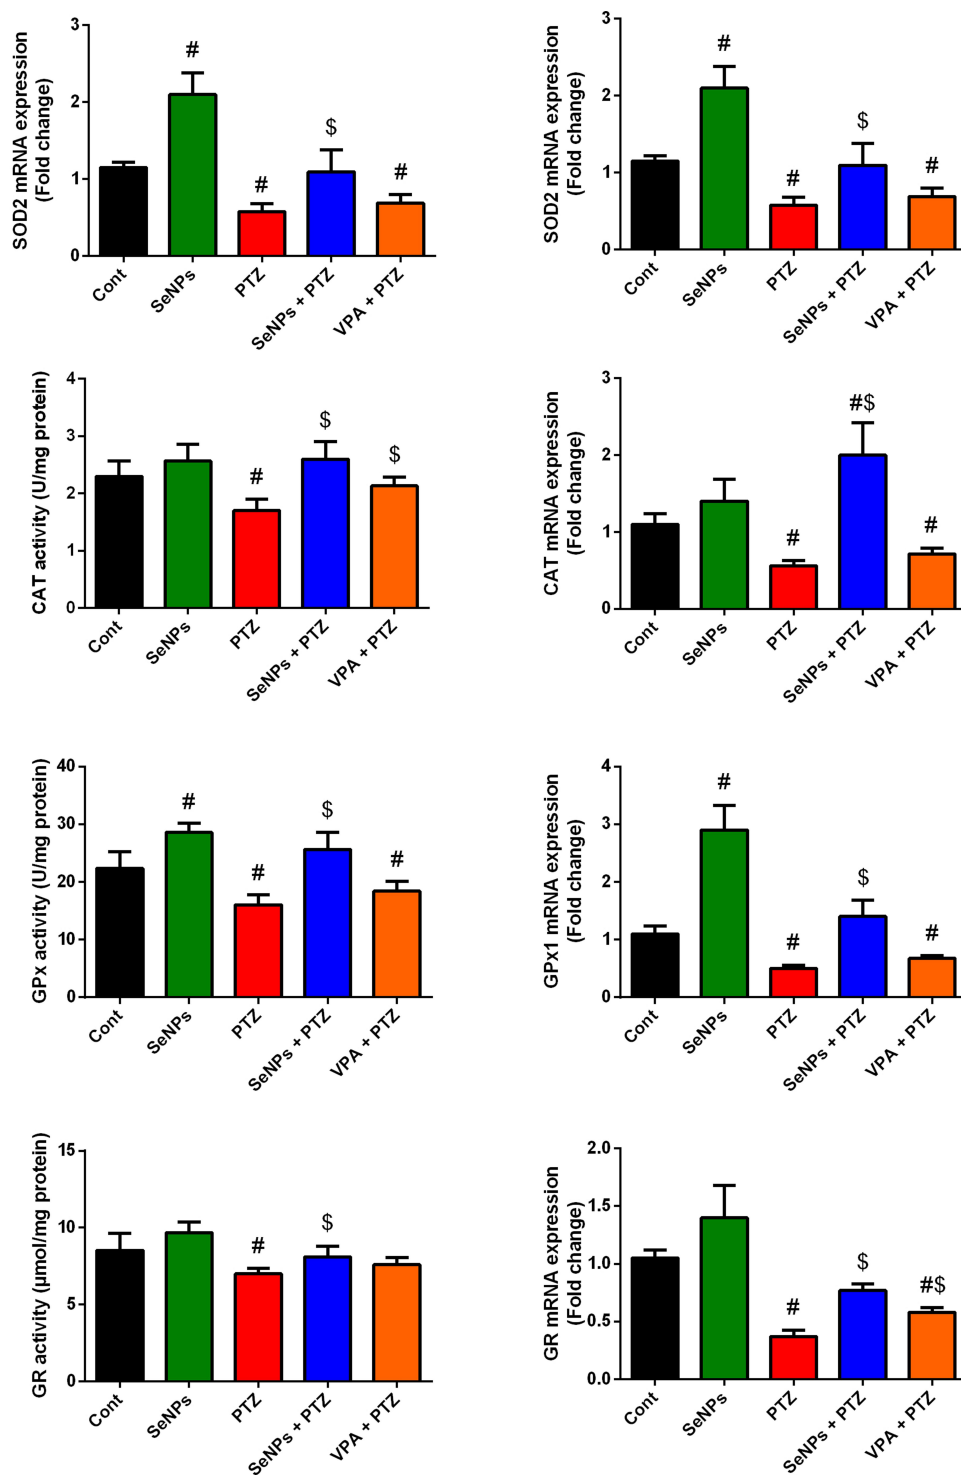 SOD2 mRNA expression
(Fold change)
3
2
1
0
#
#
$
#
Cont
SeNPs
PTZ
SeNPs + PTZ
VPA + PTZ
SOD2 mRNA expression
(Fold change)
3
2
1
0
#
#
$
#
Cont
SeNPs
PTZ
SeNPs + PTZ
VPA + PTZ
CAT activity (U/mg protein)
4
3
2
1
0
#
$
$
Cont
SeNPs
PTZ
SeNPs + PTZ
VPA + PTZ
CAT mRNA expression
(Fold change)
3
2
1
0
#
#$
#
Cont
SeNPs
PTZ
SeNPs + PTZ
VPA + PTZ
GPx activity (U/mg protein)
40
30
20
10
0
#
#
$
#
Cont
SeNPs
PTZ
SeNPs + PTZ
VPA + PTZ
GPx1 mRNA expression
(Fold change)
4
3
2
1
0
#
#
$
#
Cont
SeNPs
PTZ
SeNPs + PTZ
VPA + PTZ
GR activity (μmol/mg protein)
15
10
5
0
#
$
Cont
SeNPs
PTZ
SeNPs + PTZ
VPA + PTZ
GR mRNA expression
(Fold change)
2.0
1.5
1.0
0.5
0.0
#
$
#$
Cont
SeNPs
PTZ
SeNPs + PTZ
VPA + PTZ